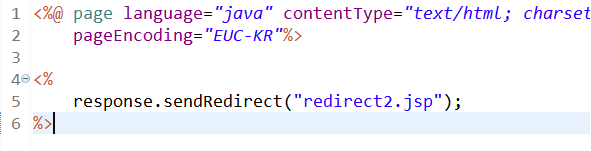 1 <%@ page language="java" contentType="text/html; charset
2 pageEncoding="EUC-KR"%>
3
4 <%
5 response.sendRedirect("redirect2.jsp");
6 %>